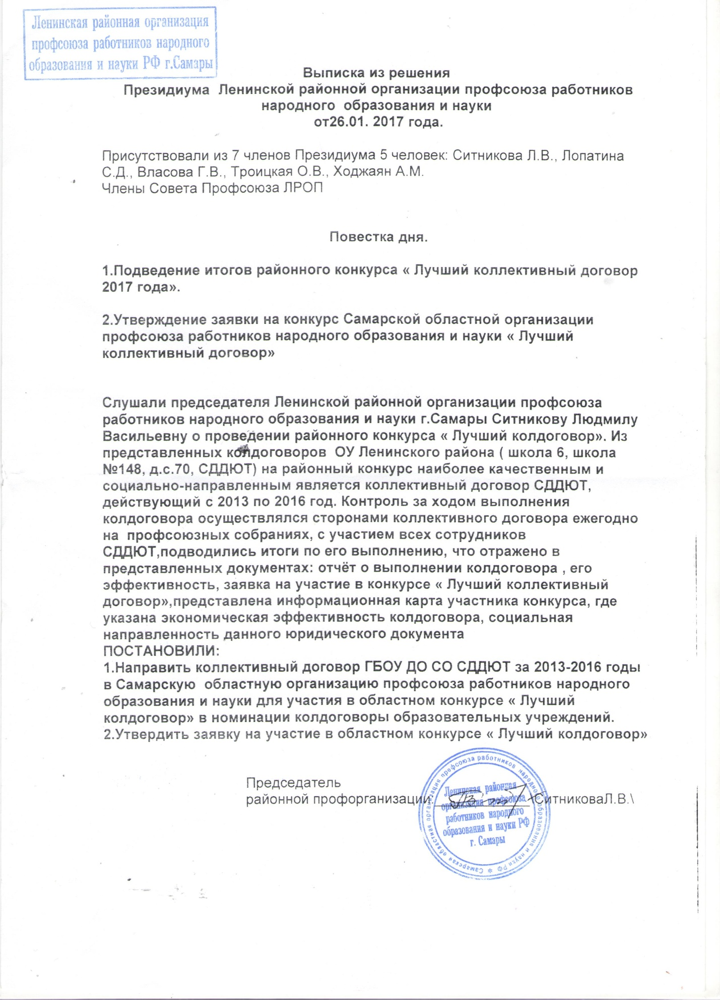 Ленинская районная организация
профсоюза работников народного
образования и науки РФ г.Самары
Выписка из решения
Президиума  Ленинской районной организации профсоюза работников
народного  образования и науки
от26.01. 2017 года.
Присутствовали из 7 членов Президиума 5 человек: Ситникова Л.В., Лопатина
С.Д., Власова Г.В., Троицкая О.В., Ходжаян А.М.
Члены Совета Профсоюза ЛРОП
Повестка дня.
1.Подведение итогов районного конкурса « Лучший коллективный договор
2017 года».
2.Утверждение заявки на конкурс Самарской областной организации
профсоюза работников народного образования и науки « Лучший
коллективный договор»
Слушали председателя Ленинской районной организации профсоюза
работников народного образования и науки г.Самары Ситникову Людмилу
Васильевну о проведении районного конкурса « Лучший колдоговор». Из
представленных колдоговоров  ОУ Ленинского района ( школа 6, школа
№148, д.с.70, СДДЮТ) на районный конкурс наиболее качественным и
социально-направленным является коллективный договор СДДЮТ,
действующий с 2013 по 2016 год. Контроль за ходом выполнения
колдоговора осуществлялся сторонами коллективного договора ежегодно
на  профсоюзных собраниях, с участием всех сотрудников
СДДЮТ,подводились итоги по его выполнению, что отражено в
представленных документах: отчёт о выполнении колдоговора , его
эффективность, заявка на участие в конкурсе « Лучший коллективный
договор»,представлена информационная карта участника конкурса, где
указана экономическая эффективность колдоговора, социальная
направленность данного юридического документа
ПОСТАНОВИЛИ:
1.Направить коллективный договор ГБОУ ДО СО СДДЮТ за 2013-2016 годы
в Самарскую  областную организацию профсоюза работников народного
образования и науки для участия в областном конкурсе « Лучший
колдоговор» в номинации колдоговоры образовательных учреждений.
2.Утвердить заявку на участие в областном конкурсе « Лучший колдоговор»
Председатель
районной профорганизации: \СитниковаЛ.В.\
Самарская областная организация профсоюза работников народного образования и науки РФ *
Ленинская районная
организация профсоюза
работников народного
образования и науки РФ
г. Самары